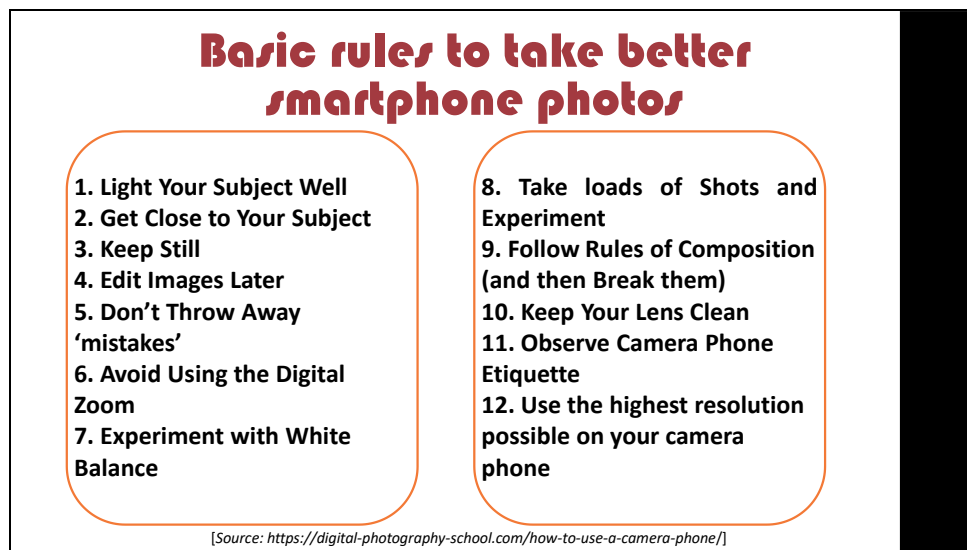 Basic rules to take better
smartphone photos
1. Light Your Subject Well
2. Get Close to Your Subject
3. Keep Still
4. Edit Images Later
5. Don’t Throw Away
‘mistakes’
6. Avoid Using the Digital
Zoom
7. Experiment with White
Balance
8. Take loads of Shots and
Experiment
9. Follow Rules of Composition
(and then Break them)
10. Keep Your Lens Clean
11. Observe Camera Phone
Etiquette
12. Use the highest resolution
possible on your camera
phone
[Source: https://digital-photography-school.com/how-to-use-a-camera-phone/]